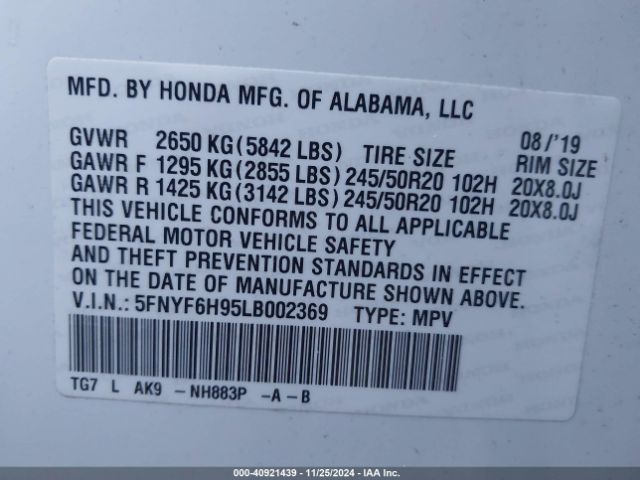 MFD. BY HONDA MFG. OF ALABAMA, LLC
08/'19
GVWR 2650 KG(5842 LBS) TIRE SIZE RIM SIZE
GAWR F 1295 KG(2855 LBS) 245/50R20 102H 20X8.0J
GAWR R 1425 KG(3142 LBS) 245/50R20 102H 20X8.0J
THIS VEHICLE CONFORMS TO ALL APPLICABLE
FEDERAL MOTOR VEHICLE SAFETY
AND THEFT PREVENTION STANDARDS IN EFFECT
ON THE DATE OF MANUFACTURE SHOWN ABOVE.
V.I.N.: 5FNYF6H95LB002369 TYPE: MPV
TG7 L AK9 - NH883P -A-B
000-40921439 - 11/25/2024 - IAA Inc.